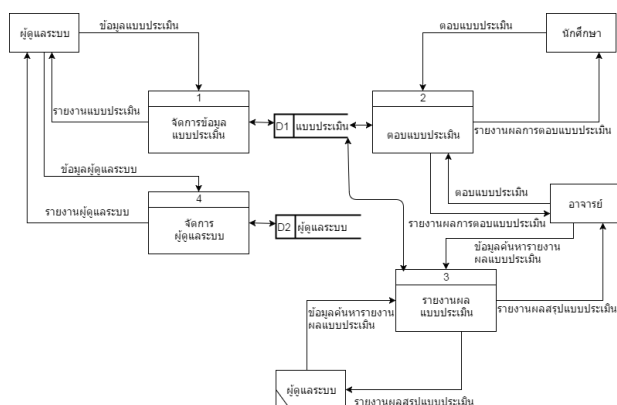 ผู้ดูแลระบบ
ข้อมูลแบบประเมิน
ตอบแบบประเมิน
นักศึกษา
1
จัดการข้อมูล
แบบประเมิน
รายงานแบบประเมิน
D1 แบบประเมิน
2
ตอบแบบประเมิน
รายงานผลการตอบแบบประเมิน
ข้อมูลผู้ดูแลระบบ
4
จัดการ
ผู้ดูแลระบบ
รายงานผู้ดูแลระบบ
D2 ผู้ดูแลระบบ
ตอบแบบประเมิน
อาจารย์
รายงานผลการตอบแบบประเมิน
ข้อมูลค้นหารายงาน
ผลแบบประเมิน
3
รายงานผล
แบบประเมิน
ข้อมูลค้นหารายงาน
ผลแบบประเมิน
รายงานผลสรุปแบบประเมิน
ผู้ดูแลระบบ
รายงานผลสรุปแบบประเมิน